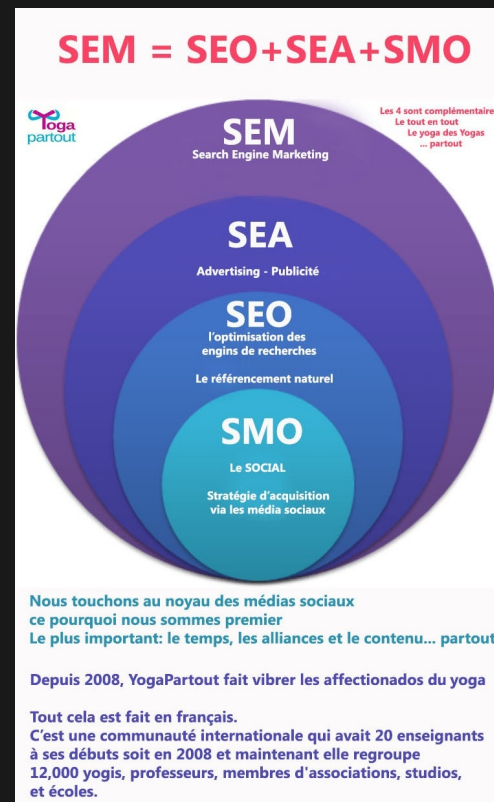 SEM = SEO+SEA+SMO
Yoga
partout
Les 4 sont complémentaire
Le tout en tout
Le yoga des Yogas
... partout
SEM
Search Engine Marketing
SEA
Advertising - Publicité
SEO
l'optimisation des
engins de recherches
Le référencement naturel
SMO
Le SOCIAL
Stratégie d'acquisition
via les média sociaux
Nous touchons au noyau des médias sociaux
ce pourquoi nous sommes premier
Le plus important: le temps, les alliances et le contenu... partout
Depuis 2008, YogaPartout fait vibrer les affectionados du yoga
Tout cela est fait en français.
C'est une communauté internationale qui avait 20 enseignants
à ses débuts soit en 2008 et maintenant elle regroupe
12,000 yogis, professeurs, membres d'associations, studios,
et écoles.